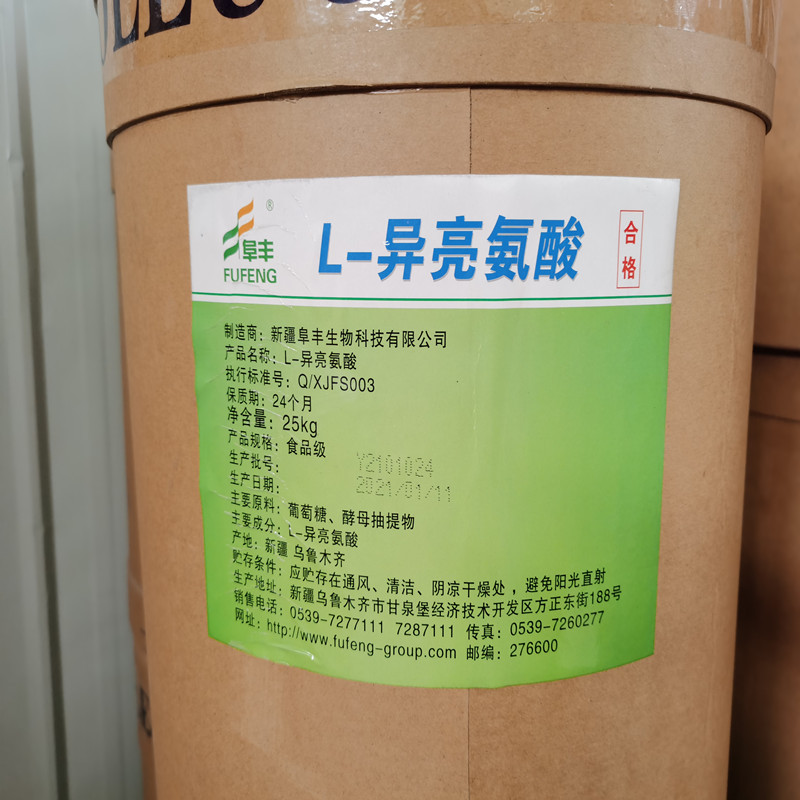 阜丰®
FUFENG
L-异亮氨酸
合格
制造商：新疆阜丰生物科技有限公司
产品名称：L-异亮氨酸
执行标准号：Q/XJFS003
保质期：24个月
净含量：25kg
产品规格：食品级
生产批号：Y2101024
生产日期：2021/01/11
主要原料：葡萄糖、酵母抽提物
主要成分：L-异亮氨酸
产地：新疆 乌鲁木齐
贮存条件：应贮存在通风、清洁、阴凉干燥处，避免阳光直射
生产地址：新疆乌鲁木齐市甘泉堡经济技术开发区方正东街188号
销售电话：0539-7277111 7287111 传真：0539-7260277
网址：http://www.fufeng-group.com 邮编：276600